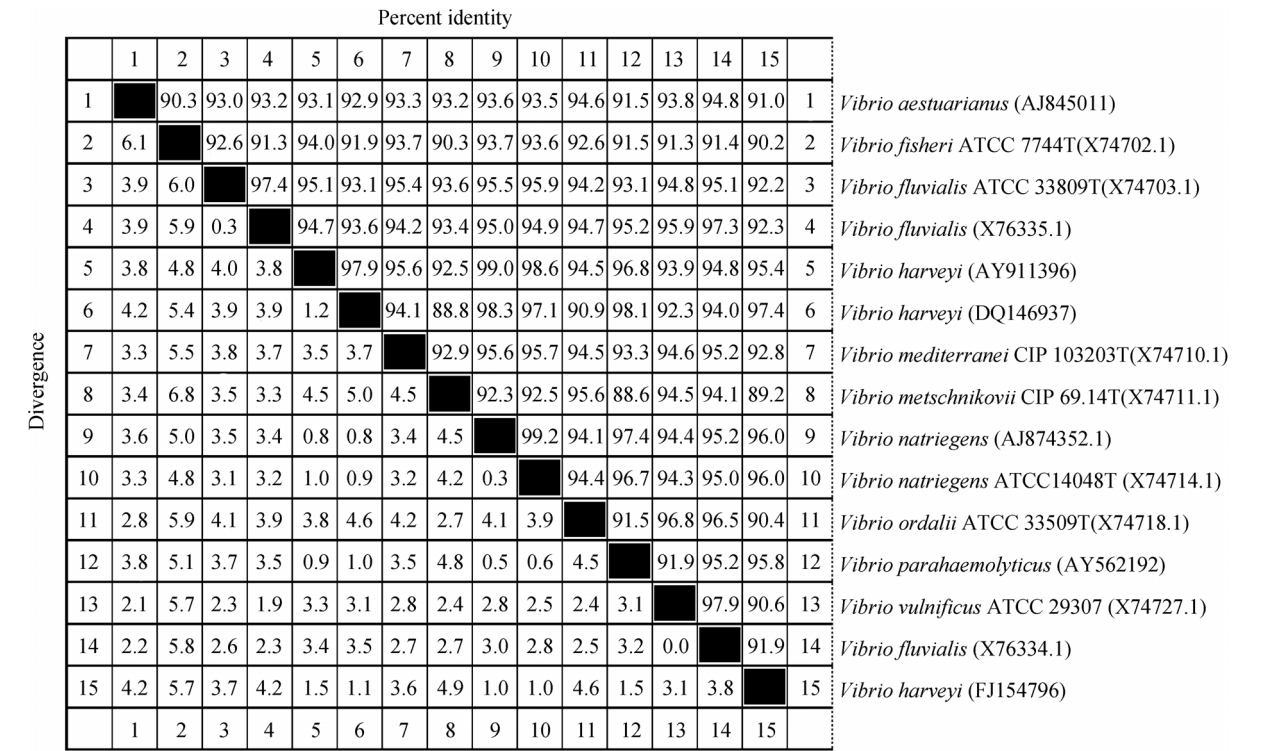 Percent identity
1 2 3 4 5 6 7 8 9 10 11 12 13 14 15
1 90.3 93.0 93.2 93.1 92.9 93.3 93.2 93.6 93.5 94.6 91.5 93.8 94.8 91.0 1 Vibrio aestuarianus (AJ845011)
2 6.1 92.6 91.3 94.0 91.9 93.7 90.3 93.7 93.6 92.6 91.5 91.3 91.4 90.2 2 Vibrio fisheri ATCC 7744T(X74702.1)
3 3.9 6.0 97.4 95.1 93.1 95.4 93.6 95.5 95.9 94.2 93.1 94.8 95.1 92.2 3 Vibrio fluvialis ATCC 33809T(X74703.1)
4 3.9 5.9 0.3 94.7 93.6 94.2 93.4 95.0 94.9 94.7 95.2 95.9 97.3 92.3 4 Vibrio fluvialis (X76335.1)
5 3.8 4.8 4.0 3.8 97.9 95.6 92.5 99.0 98.6 94.5 96.8 93.9 94.8 95.4 5 Vibrio harveyi (AY911396)
6 4.2 5.4 3.9 3.9 1.2 94.1 88.8 98.3 97.1 90.9 98.1 92.3 94.0 97.4 6 Vibrio harveyi (DQ146937)
7 3.3 5.5 3.8 3.7 3.5 3.7 92.9 95.6 95.7 94.5 93.3 94.6 95.2 92.8 7 Vibrio mediterranei CIP 103203T(X74710.1)
8 3.4 6.8 3.5 3.3 4.5 5.0 4.5 92.3 92.5 95.6 88.6 94.5 94.1 89.2 8 Vibrio metschnikovii CIP 69.14T(X74711.1)
9 3.6 5.0 3.5 3.4 0.8 0.8 3.4 4.5 99.2 94.1 97.4 94.4 95.2 96.0 9 Vibrio natriegens (AJ874352.1)
10 3.3 4.8 3.1 3.2 1.0 0.9 3.2 4.2 0.3 94.4 96.7 94.3 95.0 96.0 10 Vibrio natriegens ATCC14048T (X74714.1)
11 2.8 5.9 4.1 3.9 3.8 4.6 4.2 2.7 4.1 3.9 91.5 96.8 96.5 90.4 11 Vibrio ordalii ATCC 33509T(X74718.1)
12 3.8 5.1 3.7 3.5 0.9 1.0 3.5 4.8 0.5 0.6 4.5 91.9 95.2 95.8 12 Vibrio parahaemolyticus (AY562192)
13 2.1 5.7 2.3 1.9 3.3 3.1 2.8 2.4 2.8 2.5 2.4 3.1 97.9 90.6 13 Vibrio vulnificus ATCC 29307 (X74727.1)
14 2.2 5.8 2.6 2.3 3.4 3.5 2.7 2.7 3.0 2.8 2.5 3.2 0.0 91.9 14 Vibrio fluvialis (X76334.1)
15 4.2 5.7 3.7 4.2 1.5 1.1 3.6 4.9 1.0 1.0 4.6 1.5 3.1 3.8 15 Vibrio harveyi (FJ154796)
1 2 3 4 5 6 7 8 9 10 11 12 13 14 15
Divergence